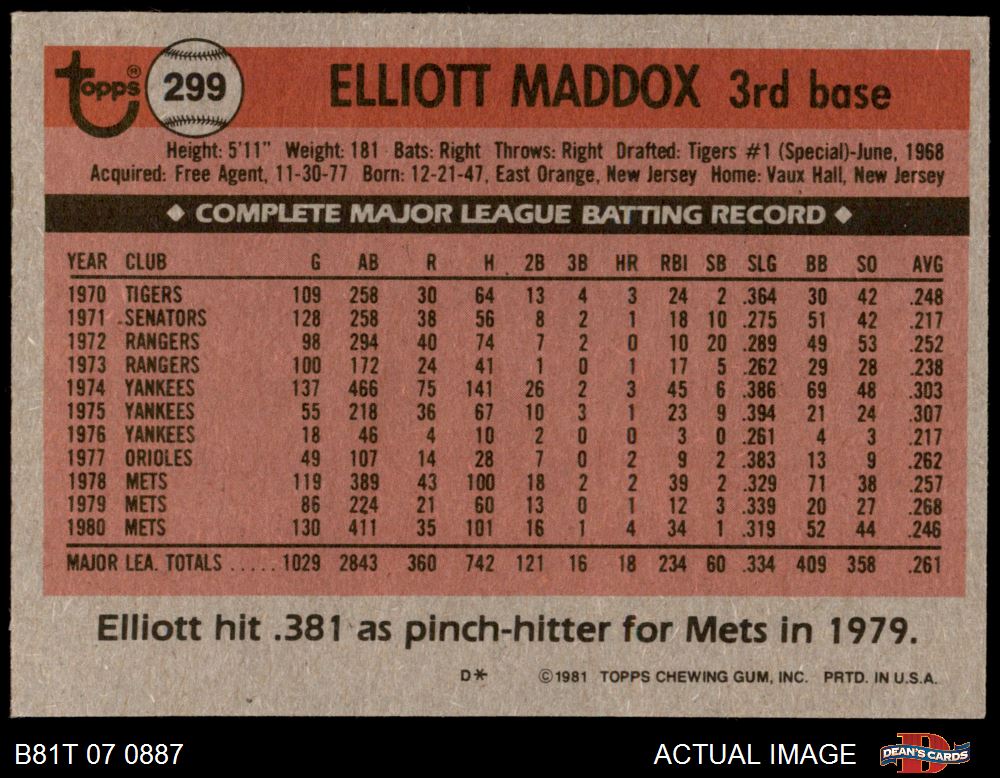 topps® 299 ELLIOTT MADDOX 3rd base
Height: 5'11" Weight: 181 Bats: Right Throws: Right Drafted: Tigers #1 (Special)-June, 1968
Acquired: Free Agent, 11-30-77 Born: 12-21-47, East Orange, New Jersey Home: Vaux Hall, New Jersey
◆ COMPLETE MAJOR LEAGUE BATTING RECORD ◆
YEAR CLUB G AB R H 2B 3B HR RBI SB SLG BB SO AVG
1970 TIGERS 109 258 30 64 13 4 3 24 2 .364 30 42 .248
1971 SENATORS 128 258 38 56 8 2 1 18 10 .275 51 42 .217
1972 RANGERS 98 294 40 74 7 2 0 10 20 .289 49 53 .252
1973 RANGERS 100 172 24 41 1 0 1 17 5 .262 29 28 .238
1974 YANKEES 137 466 75 141 26 2 3 45 6 .386 69 48 .303
1975 YANKEES 55 218 36 67 10 3 1 23 9 .394 21 24 .307
1976 YANKEES 18 46 4 10 2 0 0 3 0 .261 4 3 .217
1977 ORIOLES 49 107 14 28 7 0 2 9 2 .383 13 9 .262
1978 METS 119 389 43 100 18 2 2 39 2 .329 71 38 .257
1979 METS 86 224 21 60 13 0 1 12 3 .339 20 27 .268
1980 METS 130 411 35 101 16 1 4 34 1 .319 52 44 .246
MAJOR LEA. TOTALS ..... 1029 2843 360 742 121 16 18 234 60 .334 409 358 .261
Elliott hit .381 as pinch-hitter for Mets in 1979.
D* ©1981 TOPPS CHEWING GUM, INC. PRTD. IN U.S.A.
B81T 07 0887 ACTUAL IMAGE DEAN'S CARDS